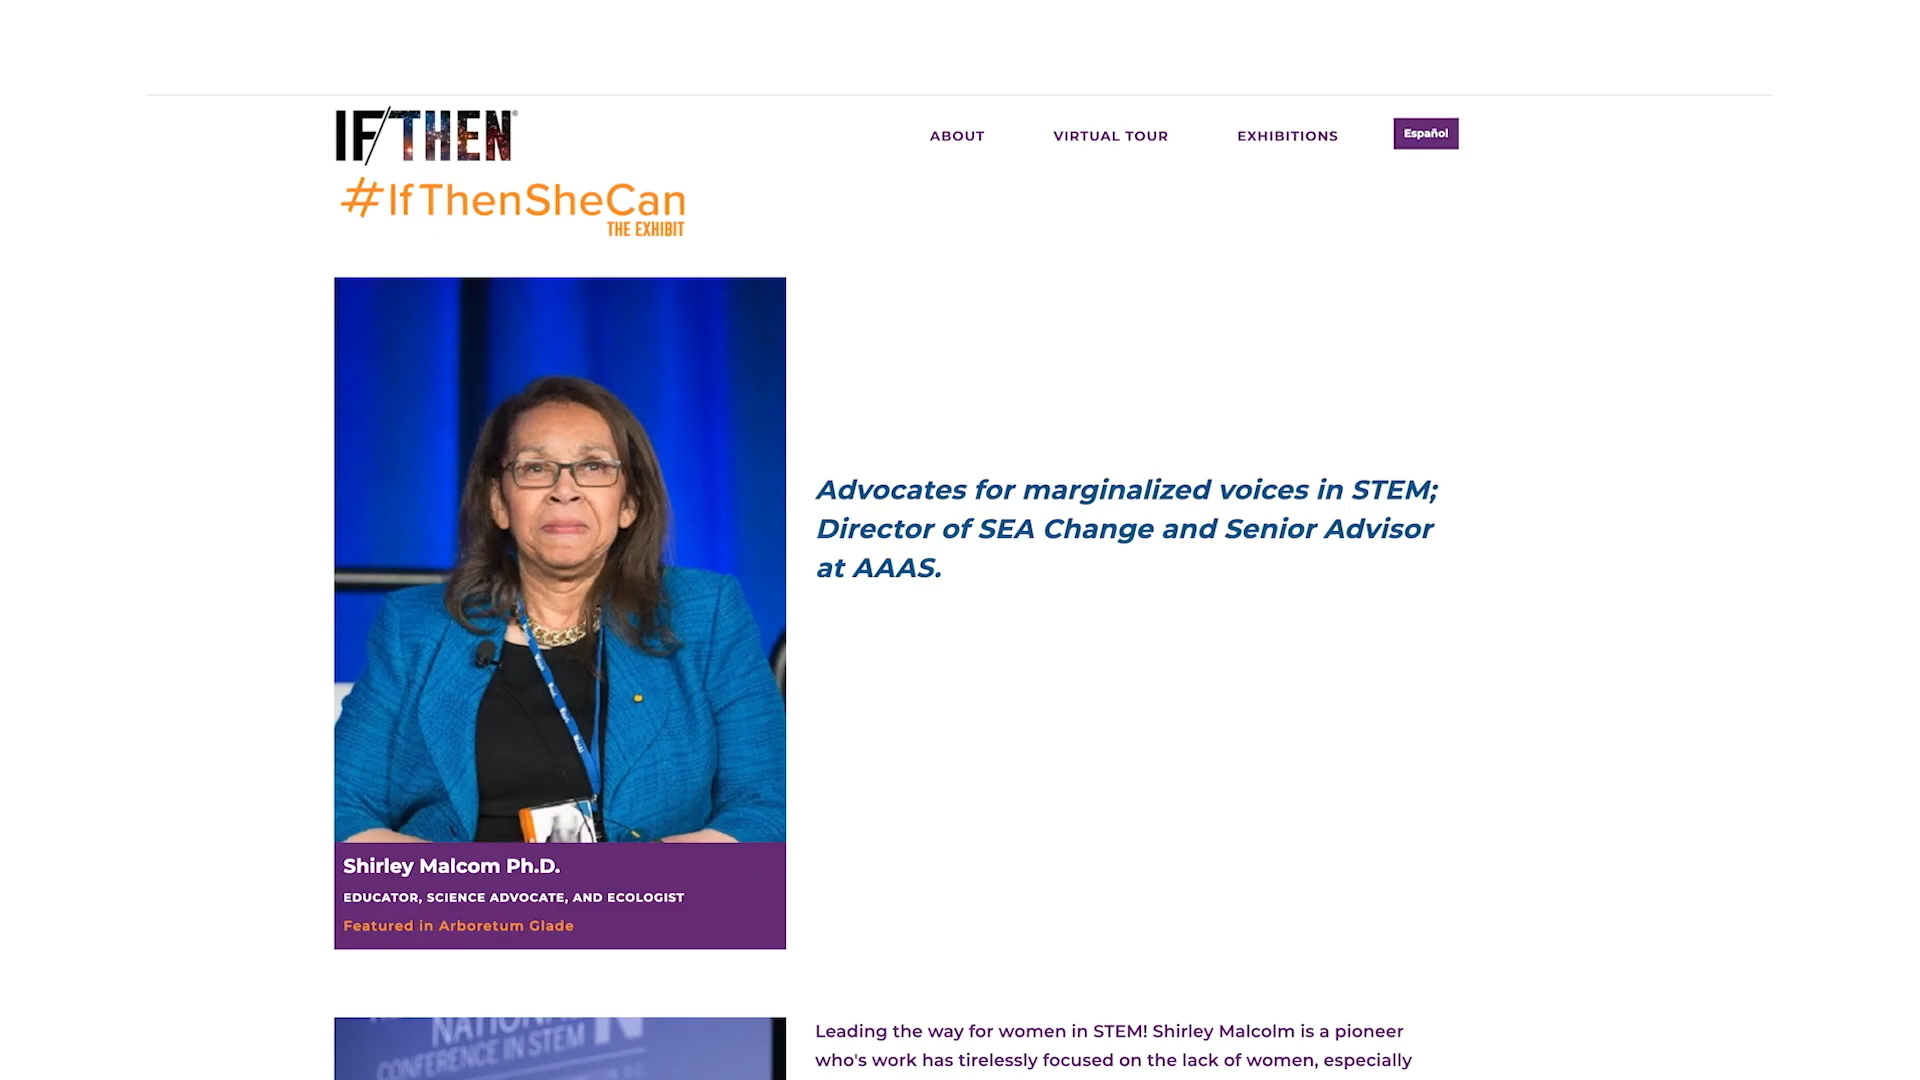 IF/THEN®
ABOUT
VIRTUAL TOUR
EXHIBITIONS
Español
#IfThenSheCan
THE EXHIBIT
Advocates for marginalized voices in STEM;
Director of SEA Change and Senior Advisor
at AAAS.
Shirley Malcom Ph.D.
EDUCATOR, SCIENCE ADVOCATE, AND ECOLOGIST
Featured in Arboretum Glade
NATIONAL
CONFERENCE IN STEM
Leading the way for women in STEM! Shirley Malcolm is a pioneer
who's work has tirelessly focused on the lack of women, especially